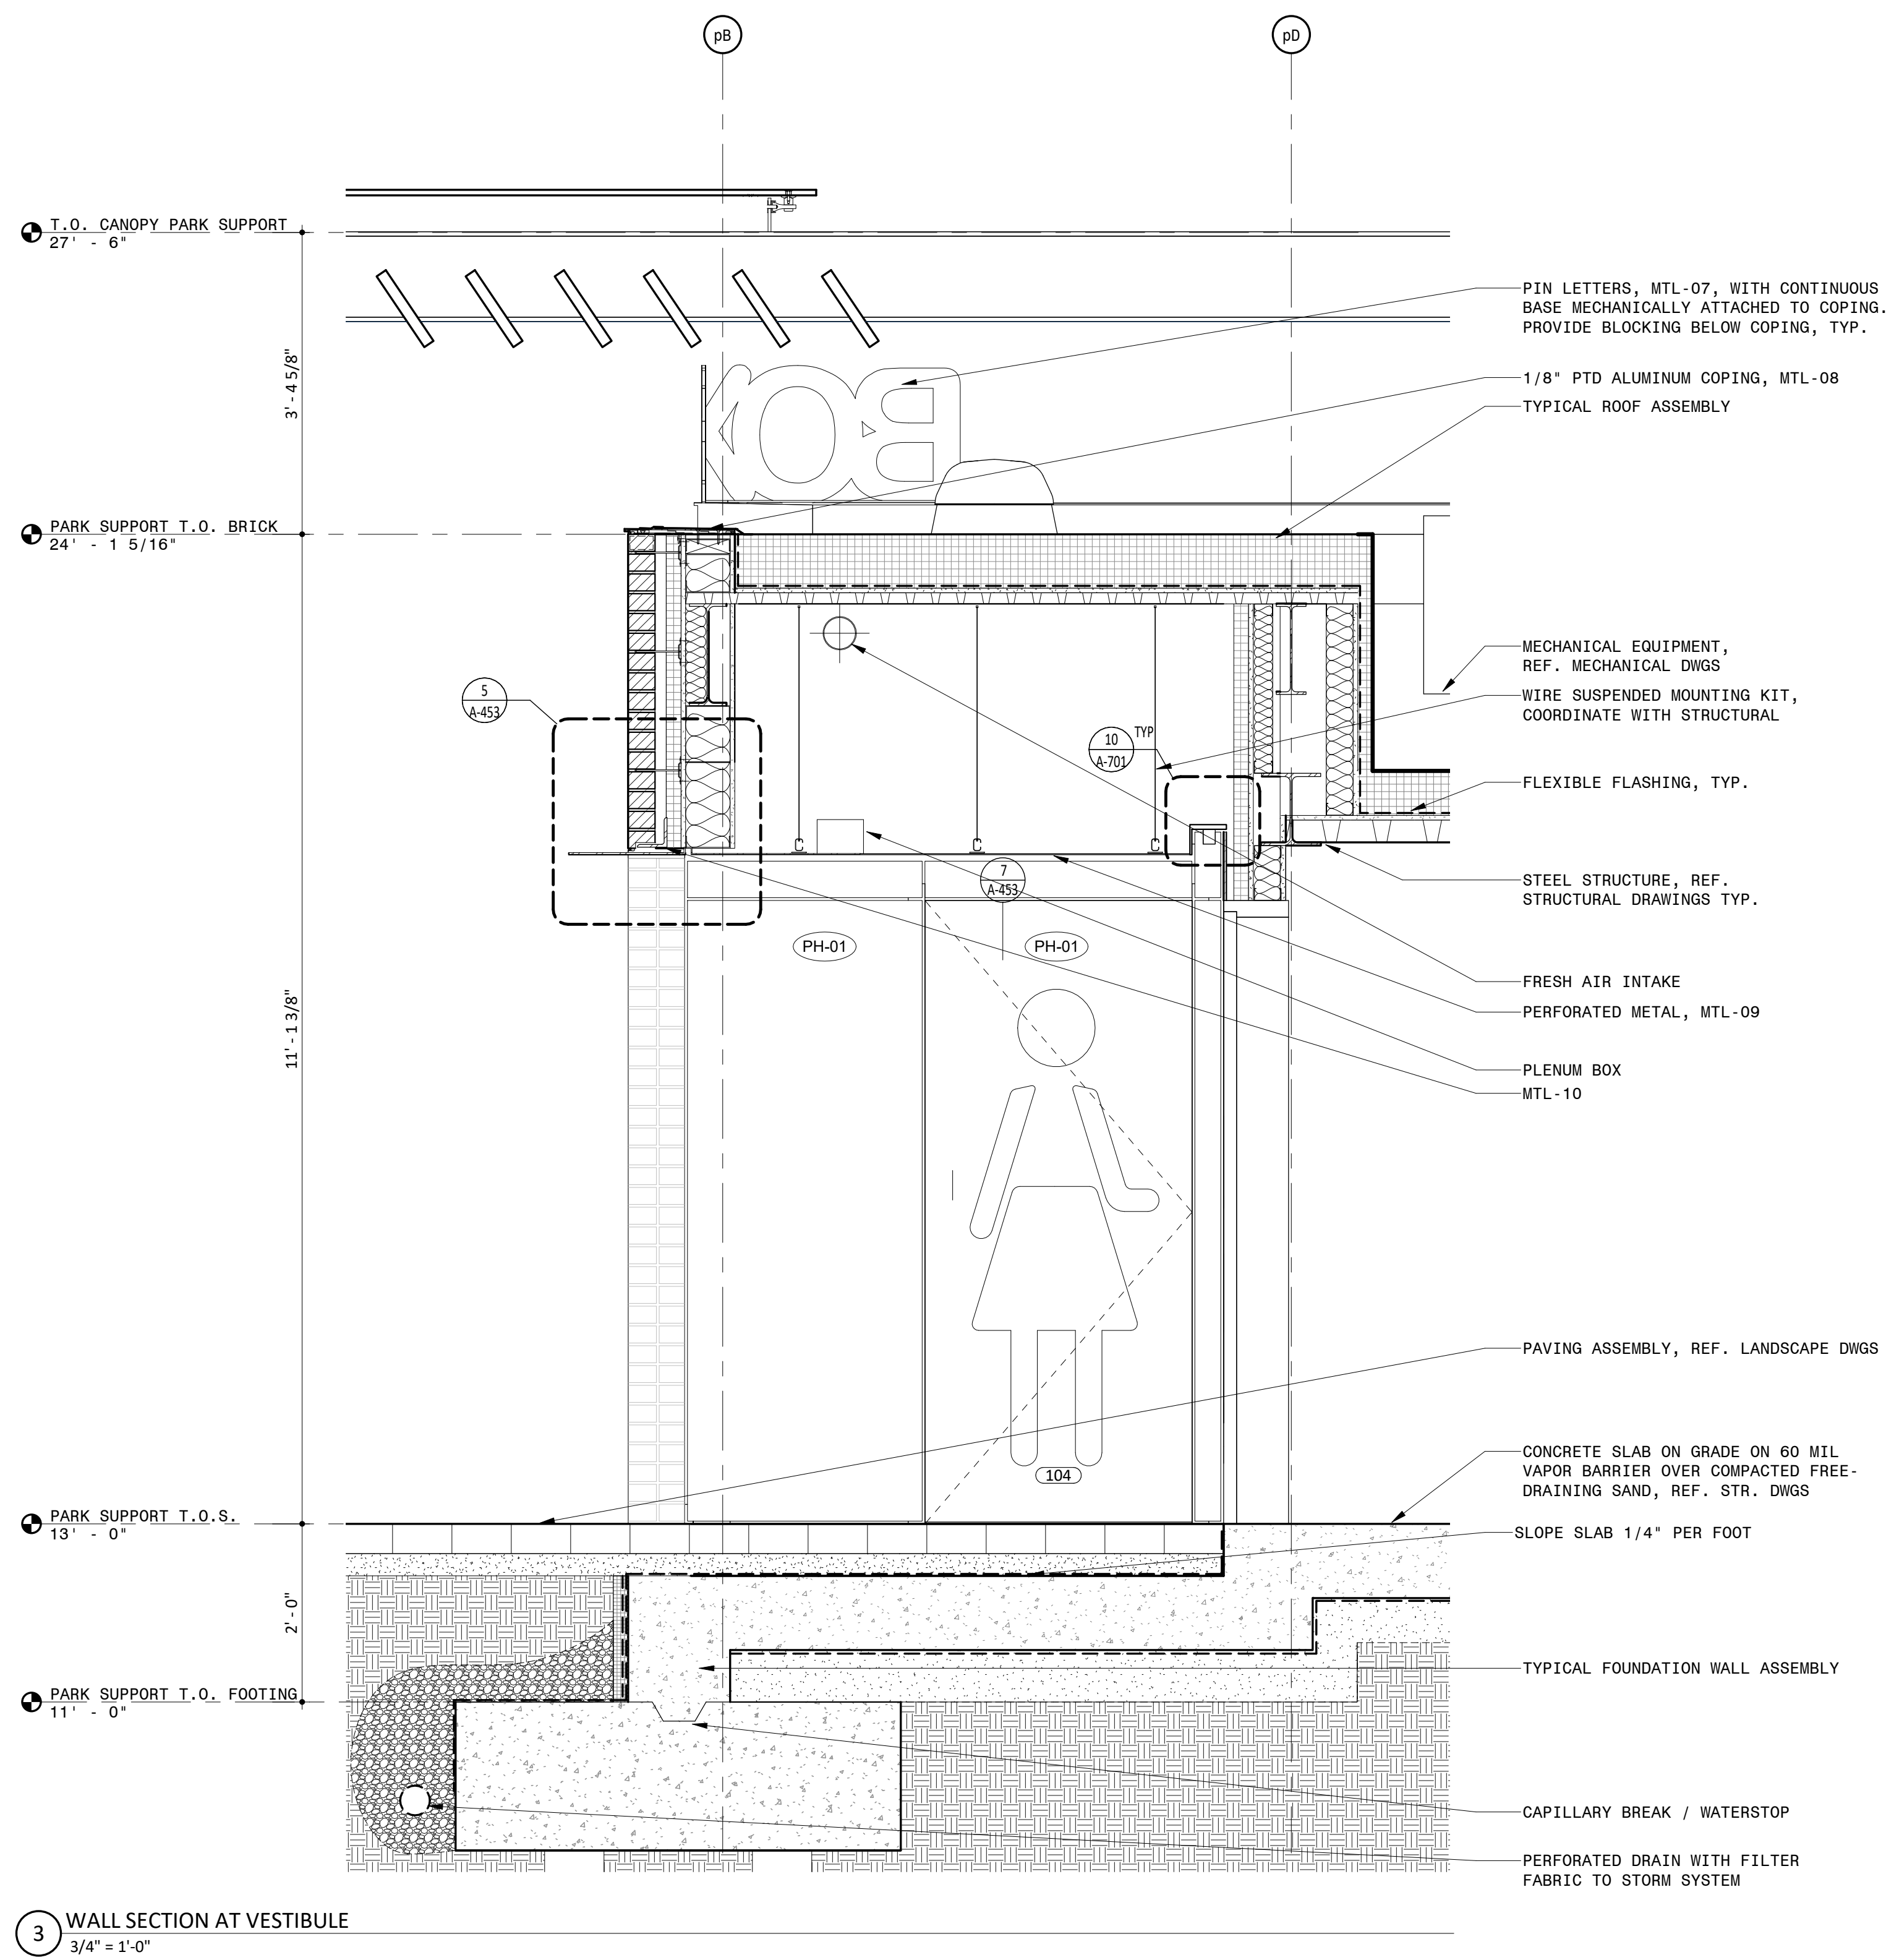 pB
pD
T.O. CANOPY PARK SUPPORT
27' - 6"
PIN LETTERS, MTL-07, WITH CONTINUOUS
BASE MECHANICALLY ATTACHED TO COPING.
PROVIDE BLOCKING BELOW COPING, TYP.
3' - 4 5/8"
1/8" PTD ALUMINUM COPING, MTL-08
TYPICAL ROOF ASSEMBLY
PARK SUPPORT T.O. BRICK
24' - 1 5/16"
MECHANICAL EQUIPMENT,
REF. MECHANICAL DWGS
5
A-453
WIRE SUSPENDED MOUNTING KIT,
COORDINATE WITH STRUCTURAL
10
A-701
TYP
FLEXIBLE FLASHING, TYP.
7
A-453
STEEL STRUCTURE, REF.
STRUCTURAL DRAWINGS TYP.
PH-01
PH-01
FRESH AIR INTAKE
PERFORATED METAL, MTL-09
11' - 1 3/8"
PLENUM BOX
MTL-10
PAVING ASSEMBLY, REF. LANDSCAPE DWGS
104
CONCRETE SLAB ON GRADE ON 60 MIL
VAPOR BARRIER OVER COMPACTED FREE-
DRAINING SAND, REF. STR. DWGS
PARK SUPPORT T.O.S.
13' - 0"
SLOPE SLAB 1/4" PER FOOT
2' - 0"
TYPICAL FOUNDATION WALL ASSEMBLY
PARK SUPPORT T.O. FOOTING
11' - 0"
CAPILLARY BREAK / WATERSTOP
PERFORATED DRAIN WITH FILTER
FABRIC TO STORM SYSTEM
3
WALL SECTION AT VESTIBULE
3/4" = 1'-0"